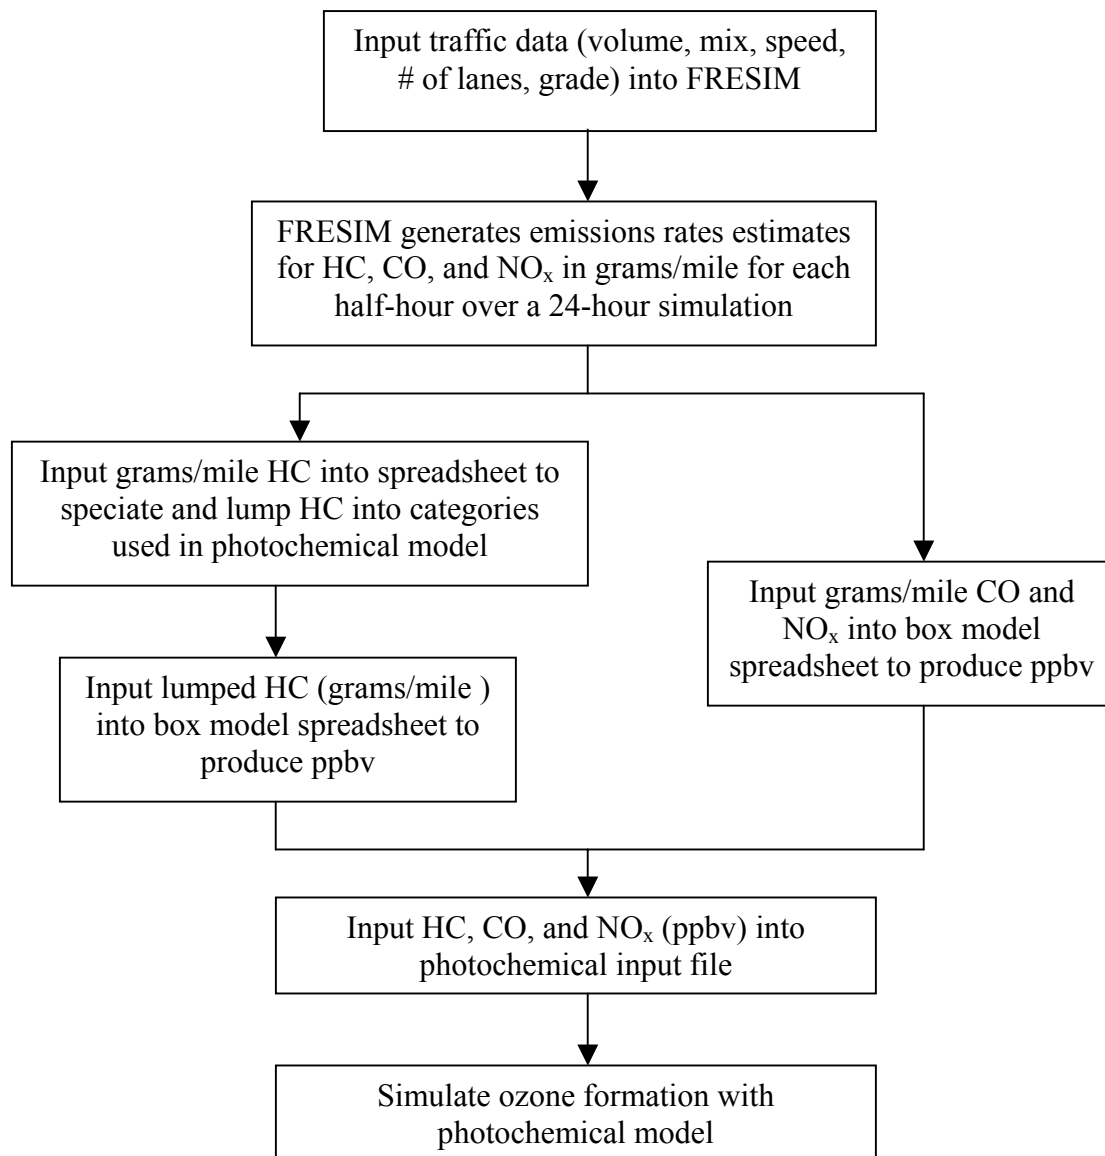 Input traffic data (volume, mix, speed,
# of lanes, grade) into FRESIM
FRESIM generates emissions rates estimates
for HC, CO, and NOx in grams/mile for each
half-hour over a 24-hour simulation
Input grams/mile HC into spreadsheet to
speciate and lump HC into categories
used in photochemical model
Input grams/mile CO and
NOx into box model
spreadsheet to produce ppbv
Input lumped HC (grams/mile )
into box model spreadsheet to
produce ppbv
Input HC, CO, and NOx (ppbv) into
photochemical input file
Simulate ozone formation with
photochemical model